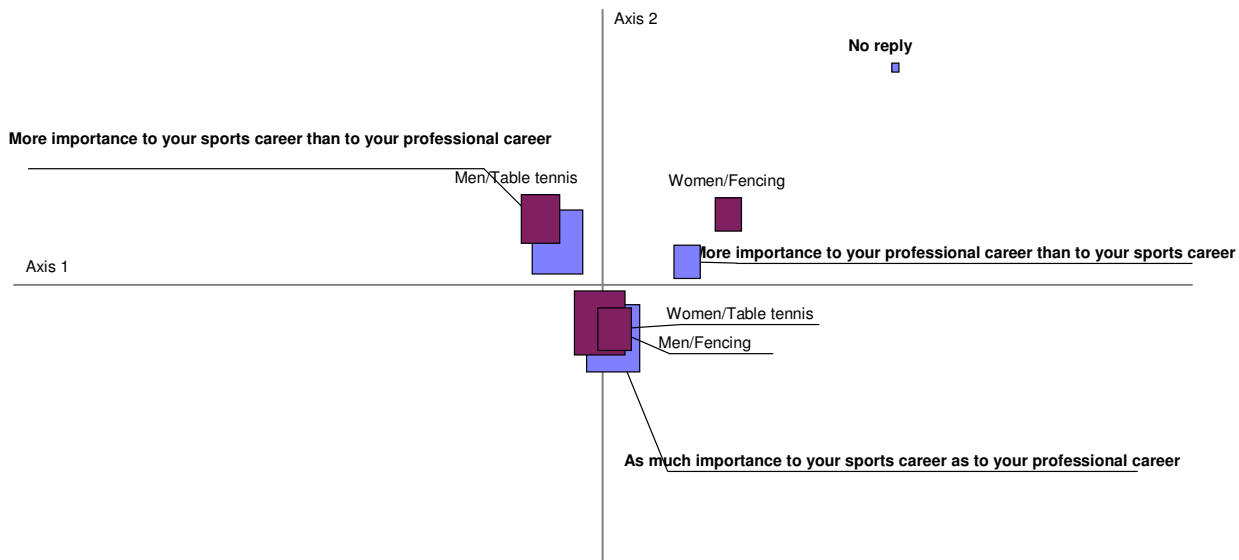 Axis 2
No reply
More importance to your sports career than to your professional career
Men/Table tennis
Women/Fencing
More importance to your professional career than to your sports career
Axis 1
Women/Table tennis
Men/Fencing
As much importance to your sports career as to your professional career